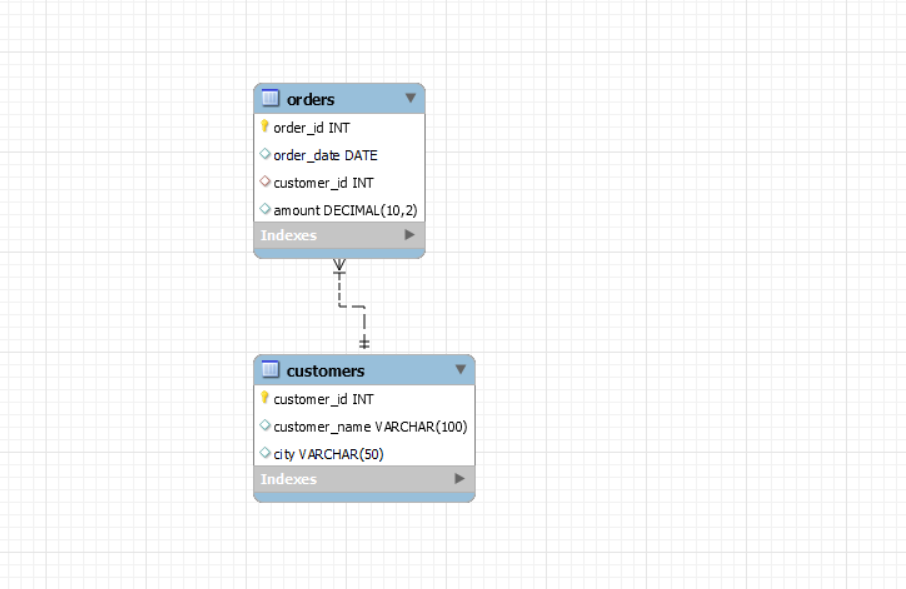 orders
order_id INT
order_date DATE
customer_id INT
amount DECIMAL(10,2)
Indexes
customers
customer_id INT
customer_name VARCHAR(100)
city VARCHAR(50)
Indexes